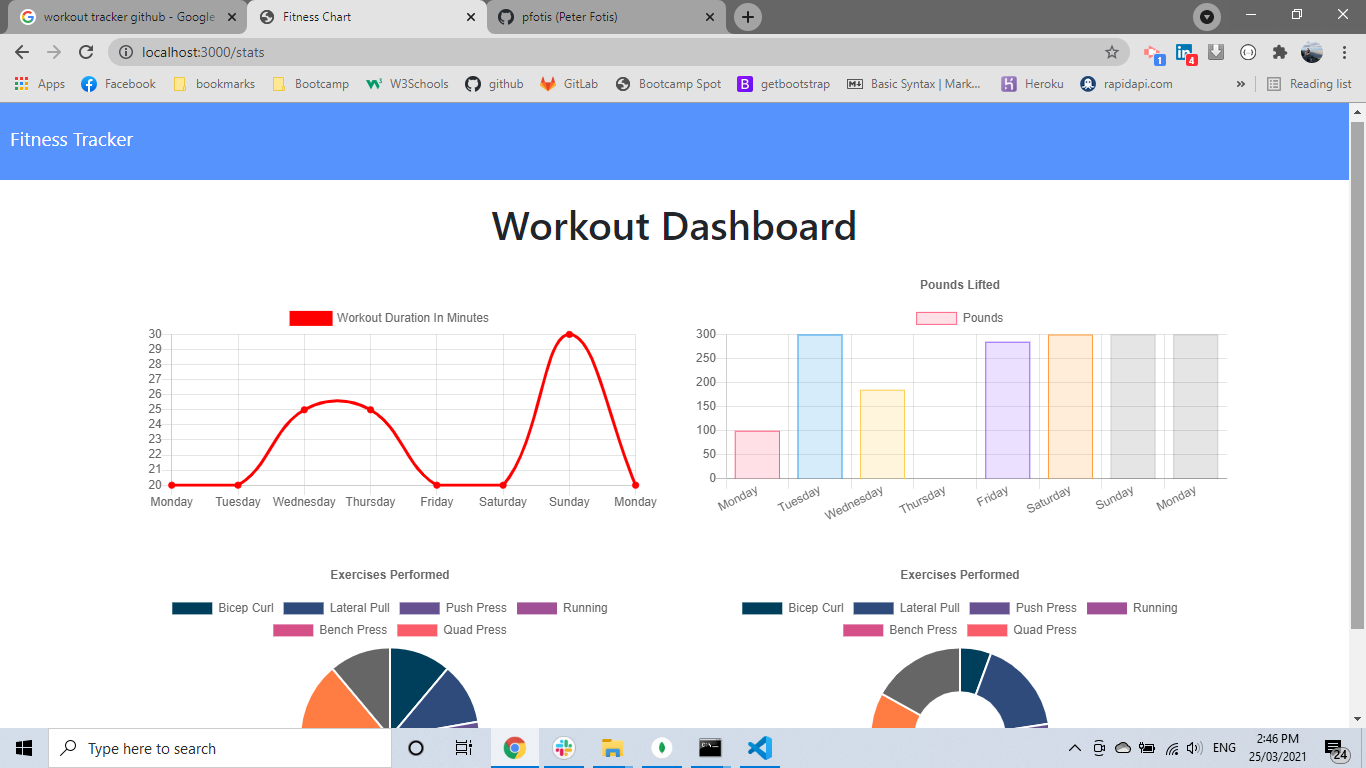 workout tracker github - Google
Fitness Chart
pfotis (Peter Fotis)
localhost:3000/stats
1
4
Apps
Facebook
bookmarks
Bootcamp
W3Schools
github
GitLab
Bootcamp Spot
B
getbootstrap
Basic Syntax | Mark...
Heroku
rapidapi.com
»
Reading list
Fitness Tracker
Workout Dashboard
Workout Duration In Minutes
30
29
28
27
26
25
24
23
22
21
20
Monday Tuesday Wednesday Thursday Friday Saturday Sunday Monday
Pounds Lifted
Pounds
300
250
200
150
100
50
0
Monday Tuesday Wednesday Thursday Friday Saturday Sunday Monday
Exercises Performed
Bicep Curl Lateral Pull Push Press Running
Bench Press Quad Press
Exercises Performed
Bicep Curl Lateral Pull Push Press Running
Bench Press Quad Press
Type here to search
ENG
2:46 PM
25/03/2021
24